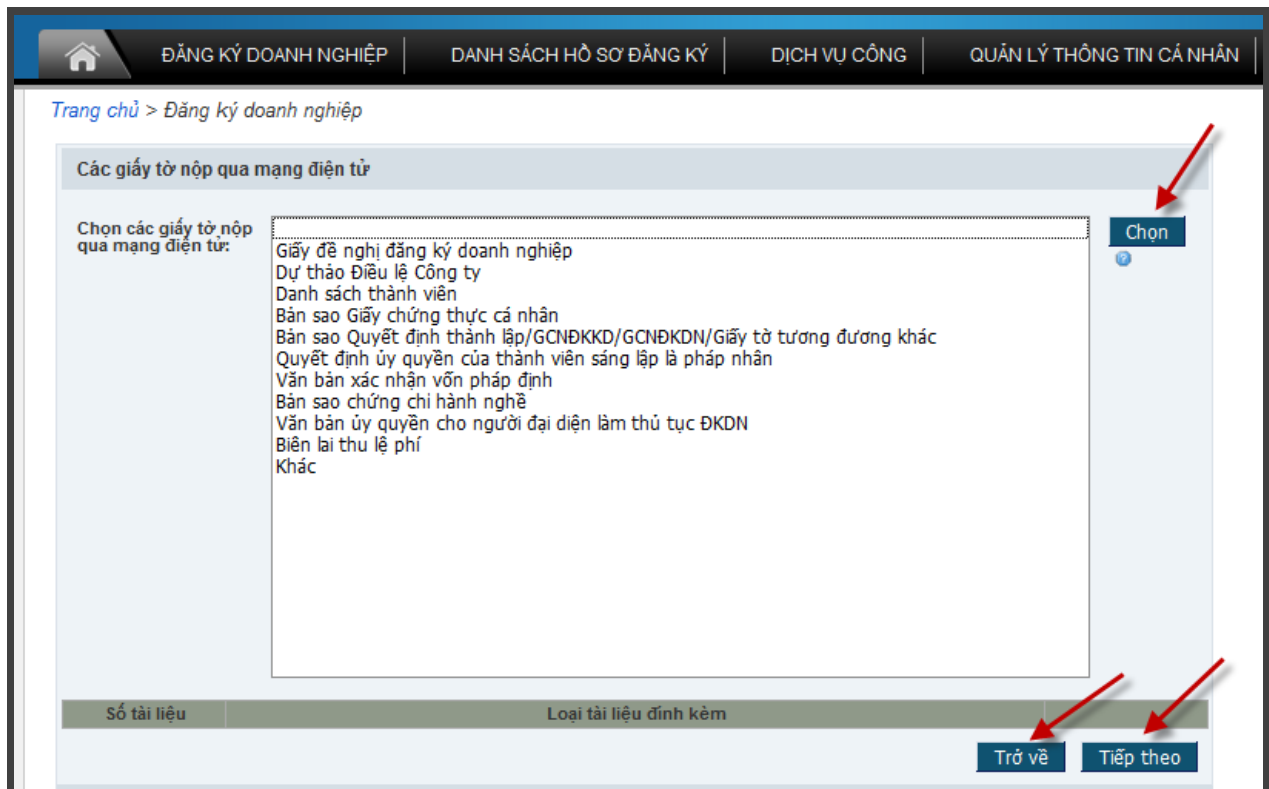 ĐĂNG KÝ DOANH NGHIỆP DANH SÁCH HỒ SƠ ĐĂNG KÝ DỊCH VỤ CÔNG QUẢN LÝ THÔNG TIN CÁ NHÂN
Trang chủ > Đăng ký doanh nghiệp
Các giấy tờ nộp qua mạng điện tử
Chọn các giấy tờ nộp
qua mạng điện tử:
Chọn
Giấy đề nghị đăng ký doanh nghiệp
Dự thảo Điều lệ Công ty
Danh sách thành viên
Bản sao Giấy chứng thực cá nhân
Bản sao Quyết định thành lập/GCNĐKKD/GCNĐKDN/Giấy tờ tương đương khác
Quyết định ủy quyền của thành viên sáng lập là pháp nhân
Văn bản xác nhận vốn pháp định
Bản sao chứng chỉ hành nghề
Văn bản ủy quyền cho người đại diện làm thủ tục ĐKDN
Biên lai thu lệ phí
Khác
Số tài liệu Loại tài liệu đính kèm
Trở về Tiếp theo